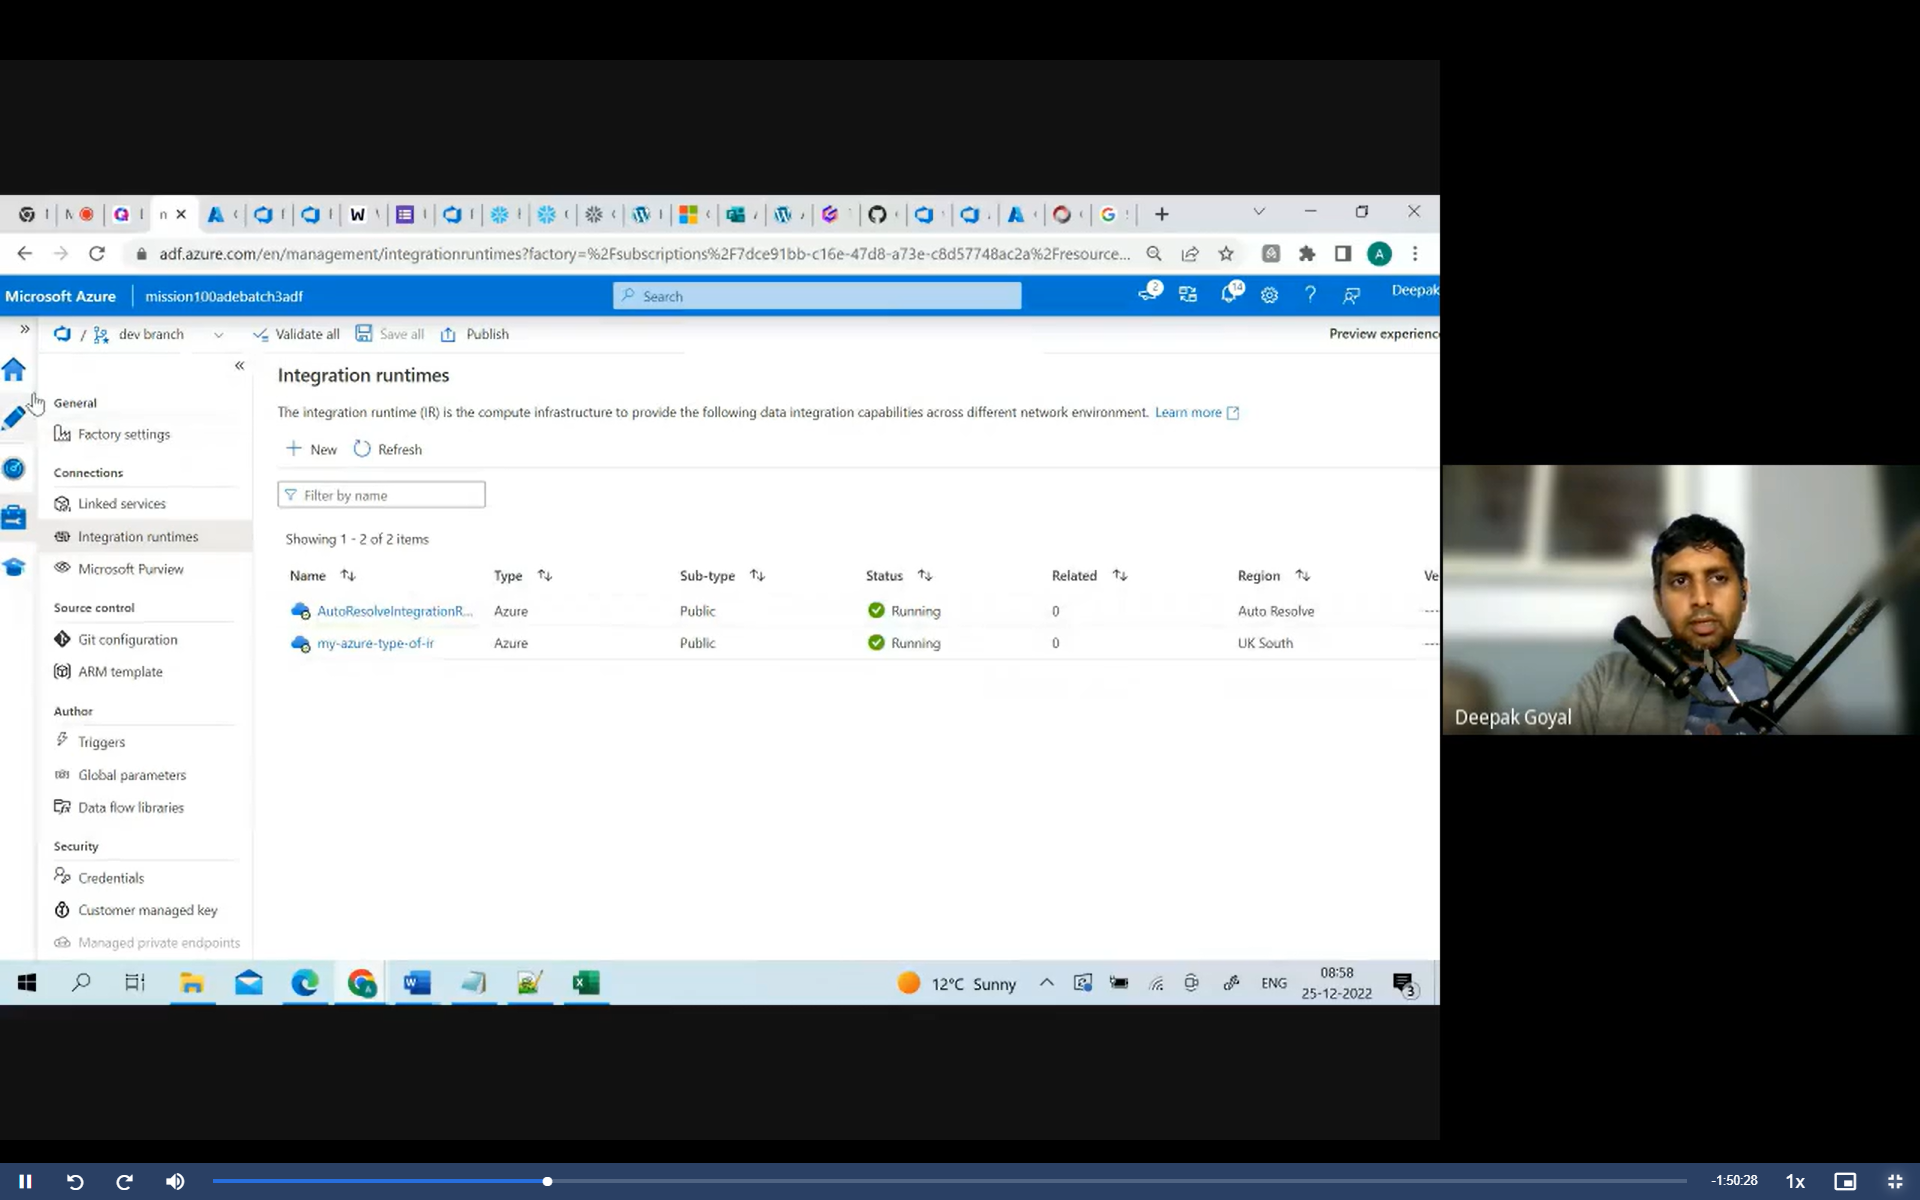 adf.azure.com/en/management/integrationruntimes?factory=%2Fsubscriptions%2F7dce91bb-c16e-47d8-a73e-c8d57748ac2a%2Fresource...
A
Microsoft Azure
mission100adebatch3adf
Search
2
14
?
Deepak
/
dev branch
Validate all
Save all
Publish
Preview experience
General
Factory settings
Connections
Linked services
Integration runtimes
Microsoft Purview
Source control
Git configuration
ARM template
Author
Triggers
Global parameters
Data flow libraries
Security
Credentials
Customer managed key
Managed private endpoints
Integration runtimes
The integration runtime (IR) is the compute infrastructure to provide the following data integration capabilities across different network environment. Learn more
New Refresh
Filter by name
Showing 1 - 2 of 2 items
Name Type Sub-type Status Related Region Ve
AutoResolveIntegrationR... Azure Public Running 0 Auto Resolve ---
my-azure-type-of-ir Azure Public Running 0 UK South ---
Deepak Goyal
12°C Sunny
ENG
08:58
25-12-2022
3
-1:50:28
1x